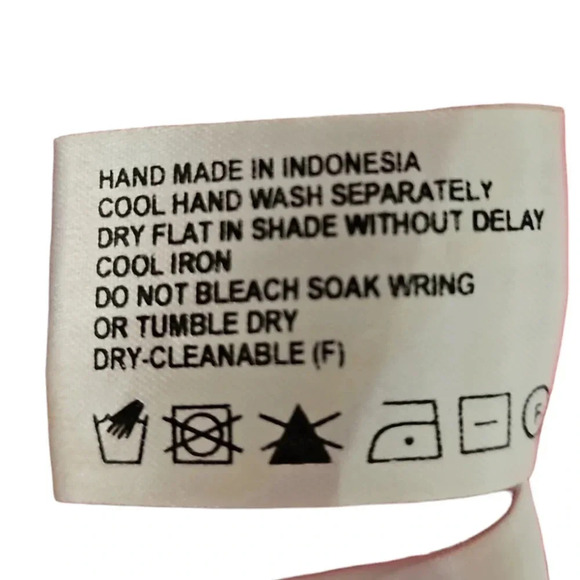 HAND MADE IN INDONESIA
COOL HAND WASH SEPARATELY
DRY FLAT IN SHADE WITHOUT DELAY
COOL IRON
DO NOT BLEACH SOAK WRING
OR TUMBLE DRY
DRY-CLEANABLE (F)
F